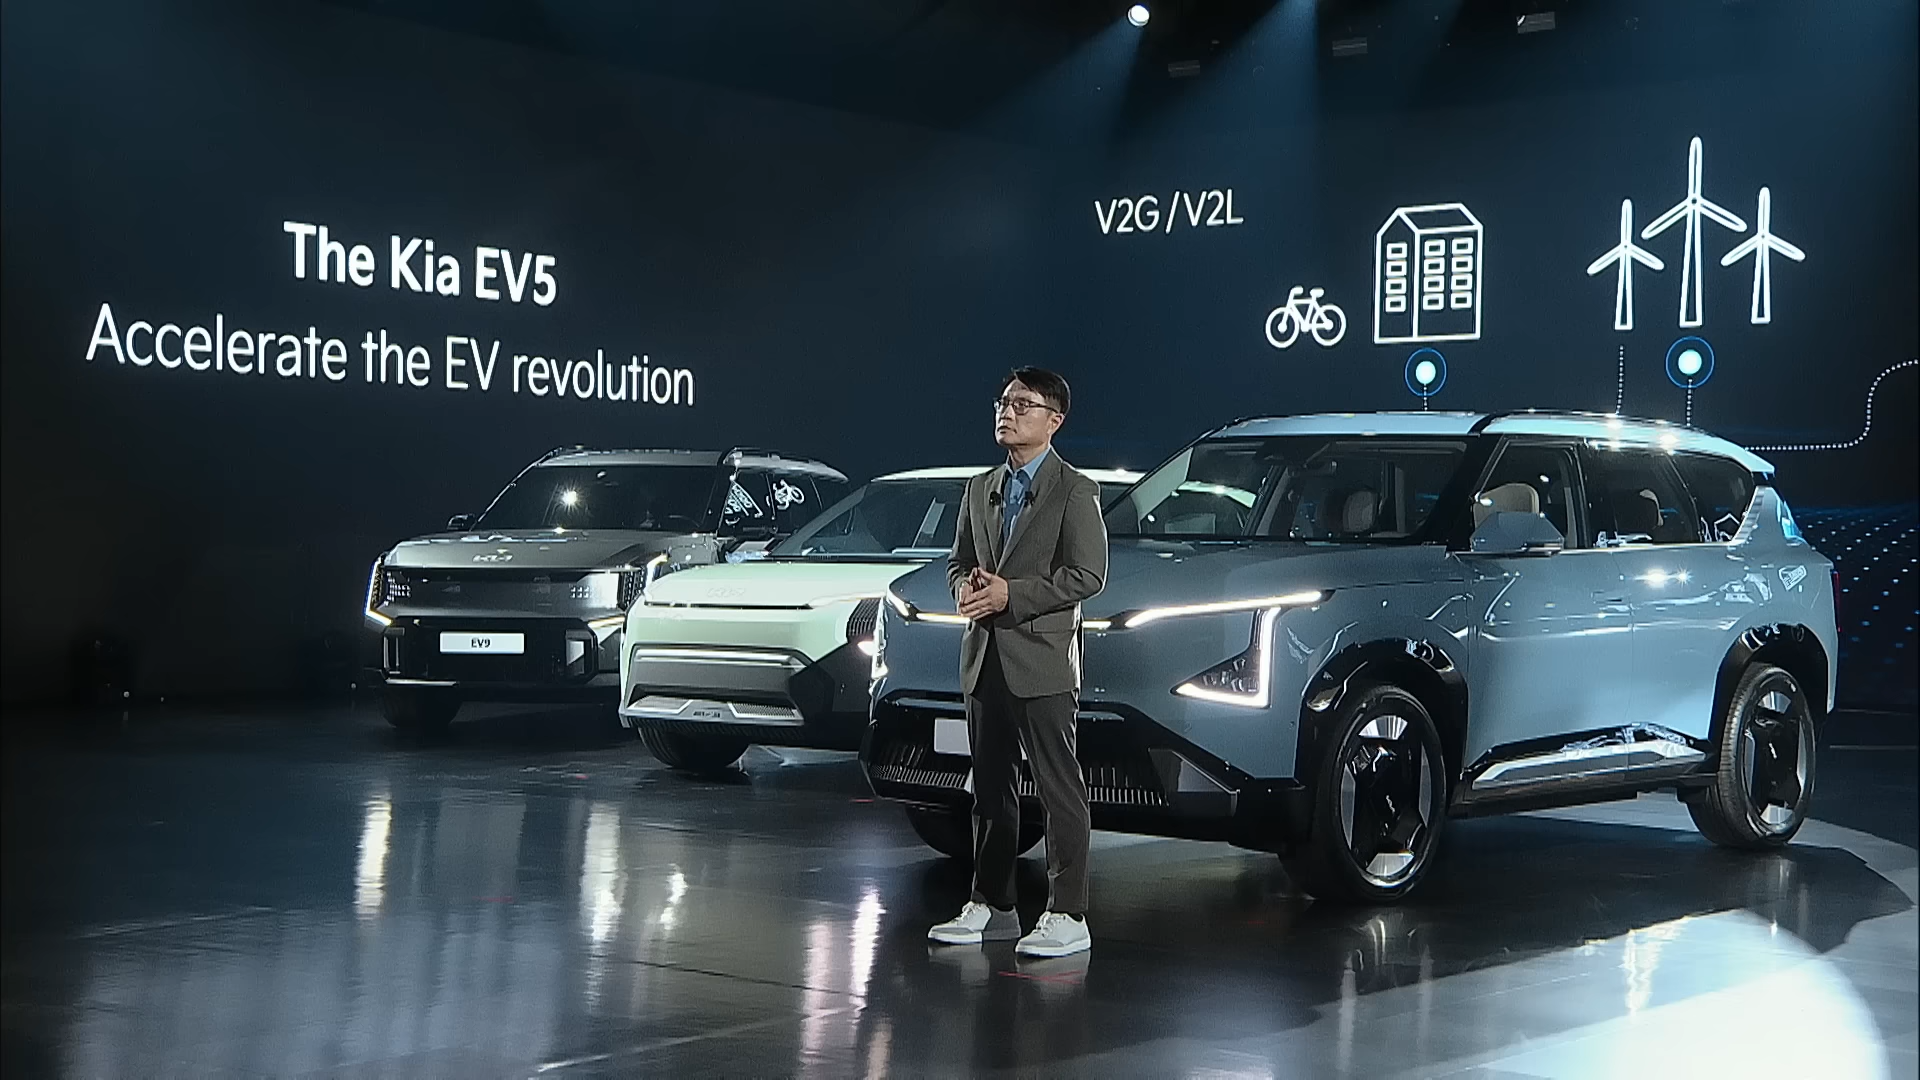 The Kia EV5
Accelerate the EV revolution
V2G / V2L
EV9